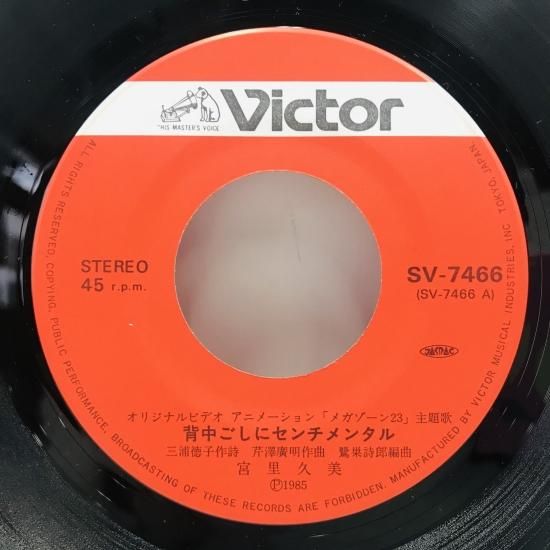 "HIS MASTER'S VOICE"
Victor
STEREO
45 r.p.m.
SV-7466
(SV-7466 A)
JASRAC
オリジナルビデオ アニメーション「メガゾーン23」主題歌
背中ごしにセンチメンタル
三浦徳子作詩 芹澤廣明作曲 鷺巣詩郎編曲
宮里久美
Ⓟ1985
ALL RIGHTS RESERVED. COPYING, PUBLIC PERFORMANCE, BROADCASTING OF THESE RECORDS ARE FORBIDDEN. MANUFACTURED BY VICTOR MUSICAL INDUSTRIES, INC. TOKYO, JAPAN.